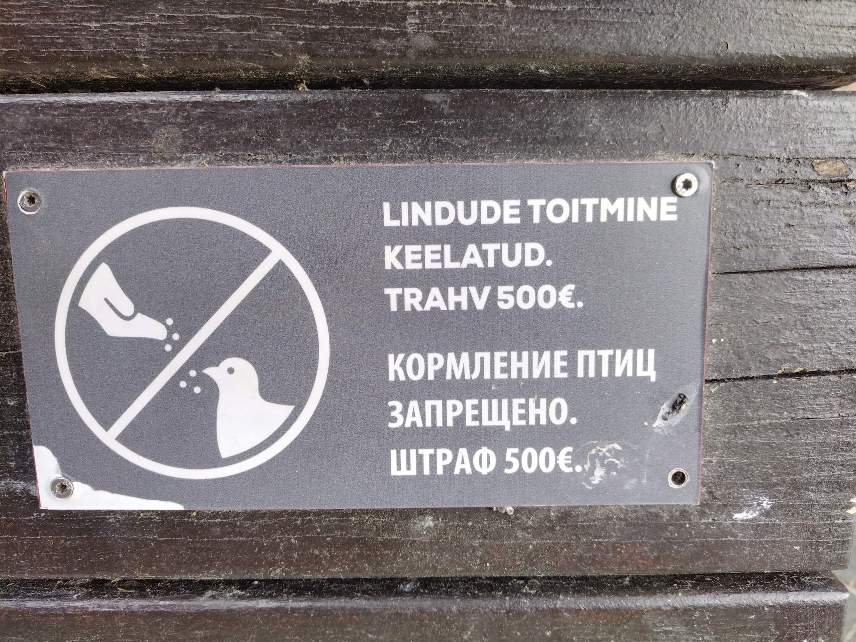 LINDUDE TOITMINE
KEELATUD.
TRAHV 500€.
КОРМЛЕНИЕ ПТИЦ
ЗАПРЕЩЕНО.
ШТРАФ 500€.